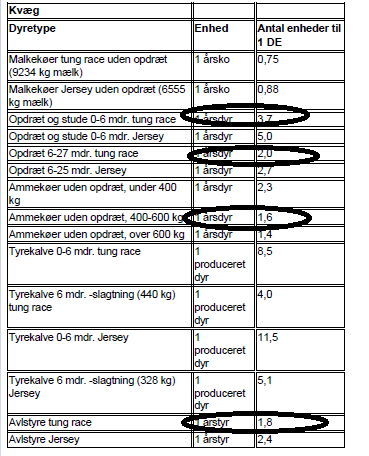 Kvæg
Dyretype Enhed Antal enheder til
1 DE
Malkekøer tung race uden opdræt 1 årsko 0,75
(9234 kg mælk)
Malkekøer Jersey uden opdræt (6555 1 årsko 0,88
kg mælk)
Opdræt og stude 0-6 mdr. tung race 1 årsdyr 3,7
Opdræt og stude 0-6 mdr. Jersey 1 årsdyr 5,0
Opdræt 6-27 mdr. tung race 1 årsdyr 2,0
Opdræt 6-25 mdr. Jersey 1 årsdyr 2,7
Ammekøer uden opdræt, under 400 1 årsdyr 2,3
kg
Ammekøer uden opdræt, 400-600 kg 1 årsdyr 1,6
Ammekøer uden opdræt, over 600 kg 1 årsdyr 1,4
Tyrekalve 0-6 mdr. tung race 1 8,5
produceret
dyr
Tyrekalve 6 mdr. -slagtning (440 kg) 1 4,0
tung race produceret
dyr
Tyrekalve 0-6 mdr. Jersey 1 11,5
produceret
dyr
Tyrekalve 6 mdr. -slagtning (328 kg) 1 5,1
Jersey produceret
dyr
Avlstyre tung race 1 årstyr 1,8
Avlstyre Jersey 1 årstyr 2,4